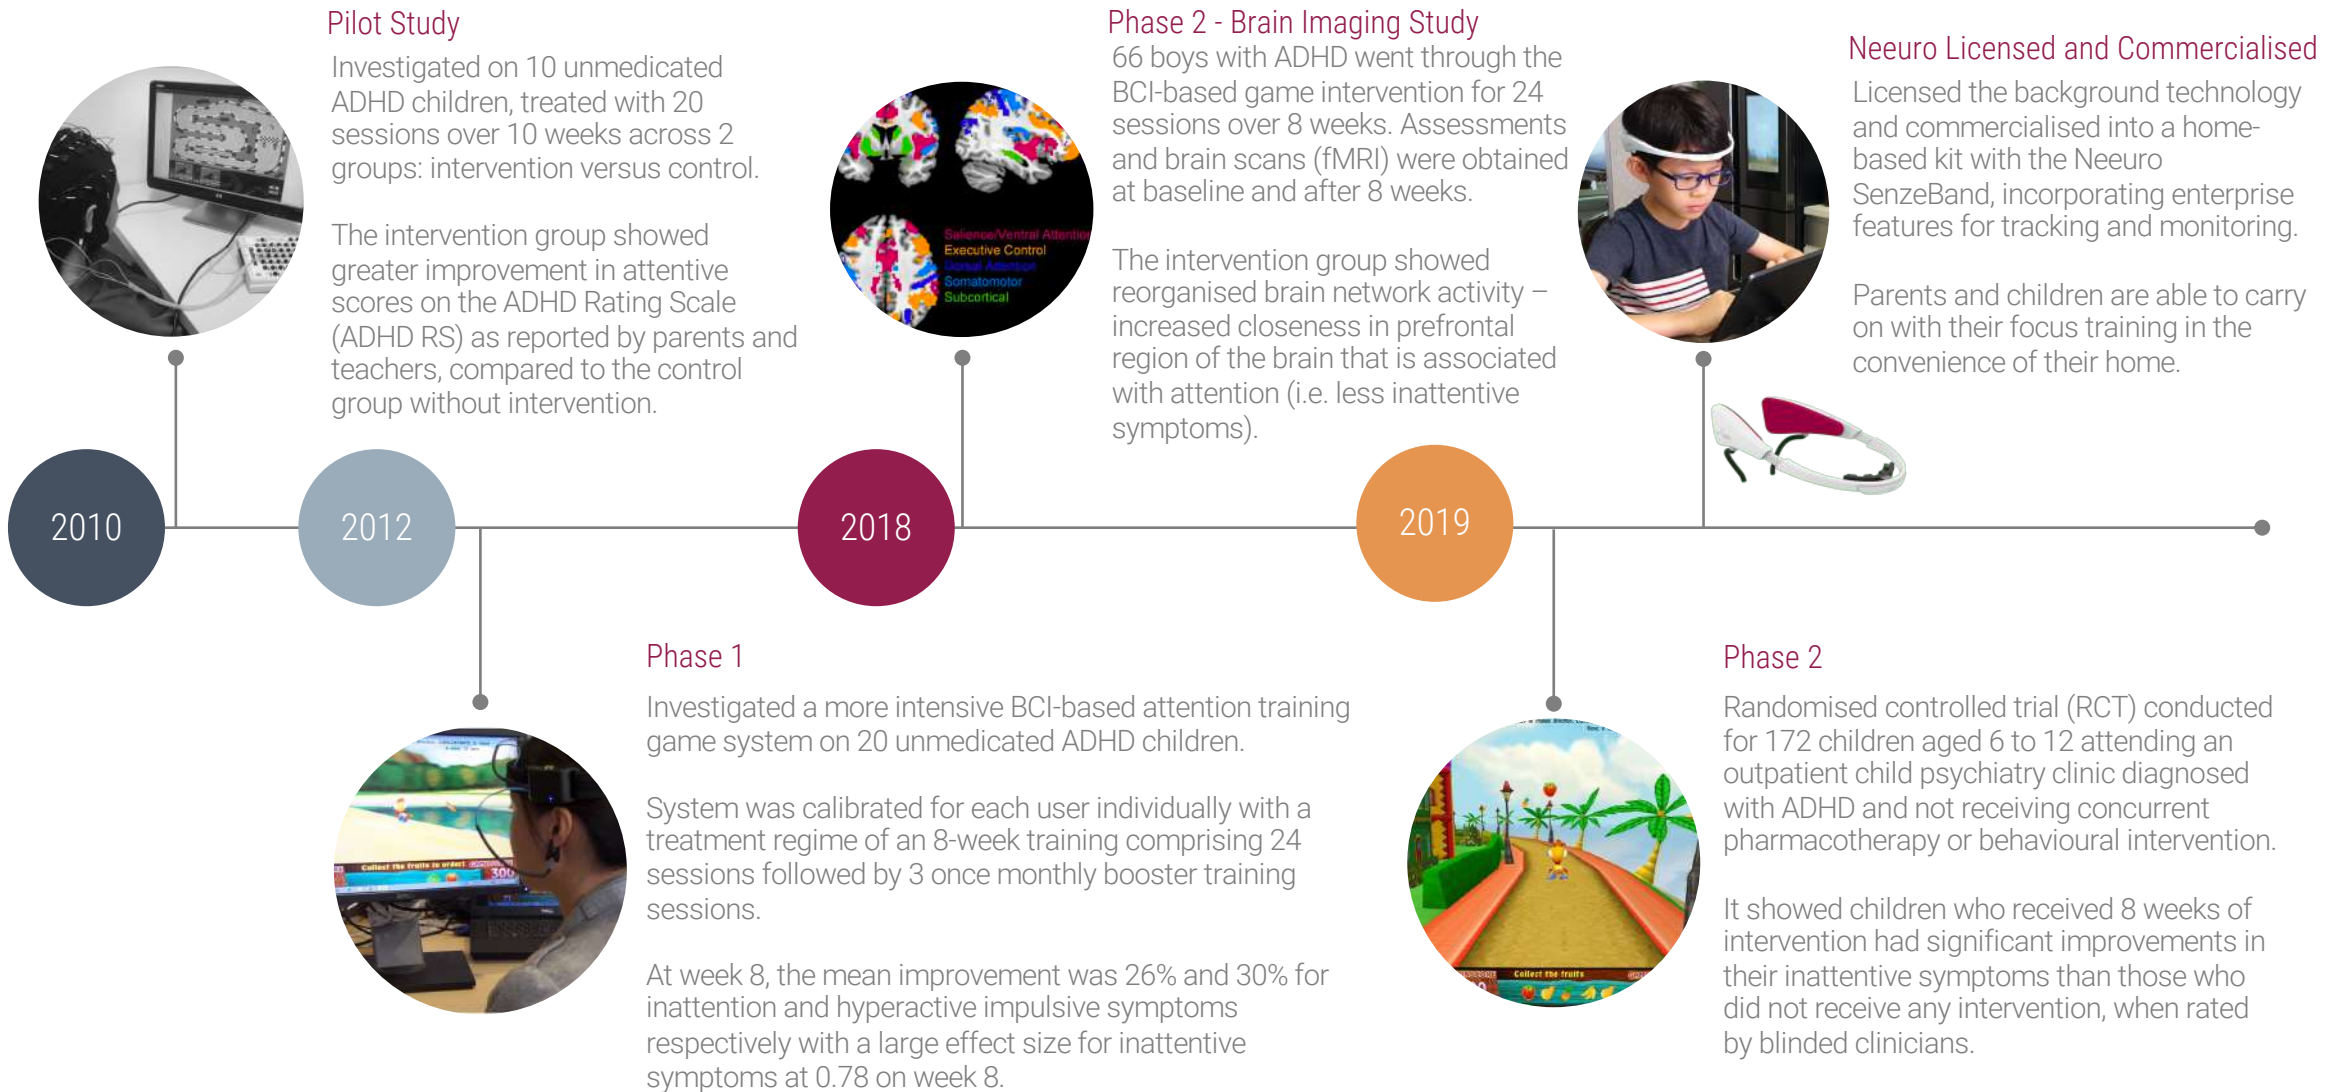 Pilot Study
Investigated on 10 unmedicated
ADHD children, treated with 20
sessions over 10 weeks across 2
groups: intervention versus control.
The intervention group showed
greater improvement in attentive
scores on the ADHD Rating Scale
(ADHD RS) as reported by parents and
teachers, compared to the control
group without intervention.
Phase 2 - Brain Imaging Study
66 boys with ADHD went through the
BCI-based game intervention for 24
sessions over 8 weeks. Assessments
and brain scans (fMRI) were obtained
at baseline and after 8 weeks.
The intervention group showed
reorganised brain network activity –
increased closeness in prefrontal
region of the brain that is associated
with attention (i.e. less inattentive
symptoms).
Salience/Ventral Attention
Executive Control
Dorsal Attention
Somatomotor
Subcortical
Neeuro Licensed and Commercialised
Licensed the background technology
and commercialised into a home-
based kit with the Neeuro
SenzeBand, incorporating enterprise
features for tracking and monitoring.
Parents and children are able to carry
on with their focus training in the
convenience of their home.
2010
2012
2018
2019
Phase 1
Investigated a more intensive BCI-based attention training
game system on 20 unmedicated ADHD children.
System was calibrated for each user individually with a
treatment regime of an 8-week training comprising 24
sessions followed by 3 once monthly booster training
sessions.
At week 8, the mean improvement was 26% and 30% for
inattention and hyperactive impulsive symptoms
respectively with a large effect size for inattentive
symptoms at 0.78 on week 8.
Collect the fruits in order!
300
Phase 2
Randomised controlled trial (RCT) conducted
for 172 children aged 6 to 12 attending an
outpatient child psychiatry clinic diagnosed
with ADHD and not receiving concurrent
pharmacotherapy or behavioural intervention.
It showed children who received 8 weeks of
intervention had significant improvements in
their inattentive symptoms than those who
did not receive any intervention, when rated
by blinded clinicians.
Collect the fruits